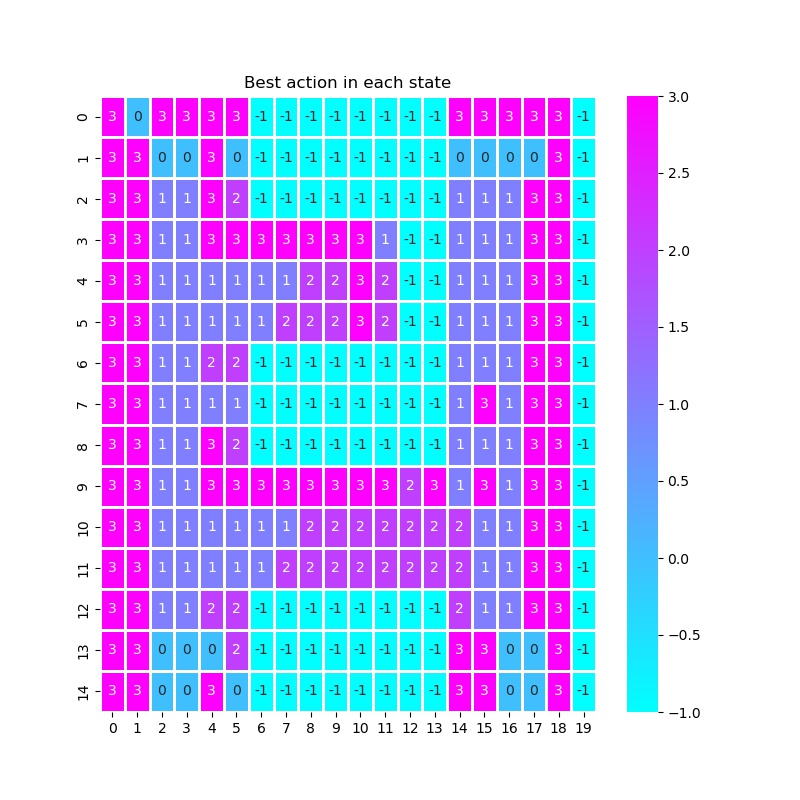 Best action in each state
0 3 0 3 3 3 3 -1 -1 -1 -1 -1 -1 -1 -1 3 3 3 3 3 -1
1 3 3 0 0 3 0 -1 -1 -1 -1 -1 -1 -1 -1 0 0 0 0 3 -1
2 3 3 1 1 3 2 -1 -1 -1 -1 -1 -1 -1 -1 1 1 1 3 3 -1
3 3 3 1 1 3 3 3 3 3 3 3 1 -1 -1 1 1 1 3 3 -1
4 3 3 1 1 1 1 1 1 2 2 3 2 -1 -1 1 1 1 3 3 -1
5 3 3 1 1 1 1 1 2 2 2 3 2 -1 -1 1 1 1 3 3 -1
6 3 3 1 1 2 2 -1 -1 -1 -1 -1 -1 -1 -1 1 1 1 3 3 -1
7 3 3 1 1 1 1 -1 -1 -1 -1 -1 -1 -1 -1 1 3 1 3 3 -1
8 3 3 1 1 3 2 -1 -1 -1 -1 -1 -1 -1 -1 1 1 1 3 3 -1
9 3 3 1 1 3 3 3 3 3 3 3 3 2 3 1 3 1 3 3 -1
10 3 3 1 1 1 1 1 1 2 2 2 2 2 2 2 1 1 3 3 -1
11 3 3 1 1 1 1 1 2 2 2 2 2 2 2 2 1 1 3 3 -1
12 3 3 1 1 2 2 -1 -1 -1 -1 -1 -1 -1 -1 2 1 1 3 3 -1
13 3 3 0 0 0 2 -1 -1 -1 -1 -1 -1 -1 -1 3 3 0 0 3 -1
14 3 3 0 0 3 0 -1 -1 -1 -1 -1 -1 -1 -1 3 3 0 0 3 -1
0 1 2 3 4 5 6 7 8 9 10 11 12 13 14 15 16 17 18 19
3.0
2.5
2.0
1.5
1.0
0.5
0.0
−0.5
−1.0